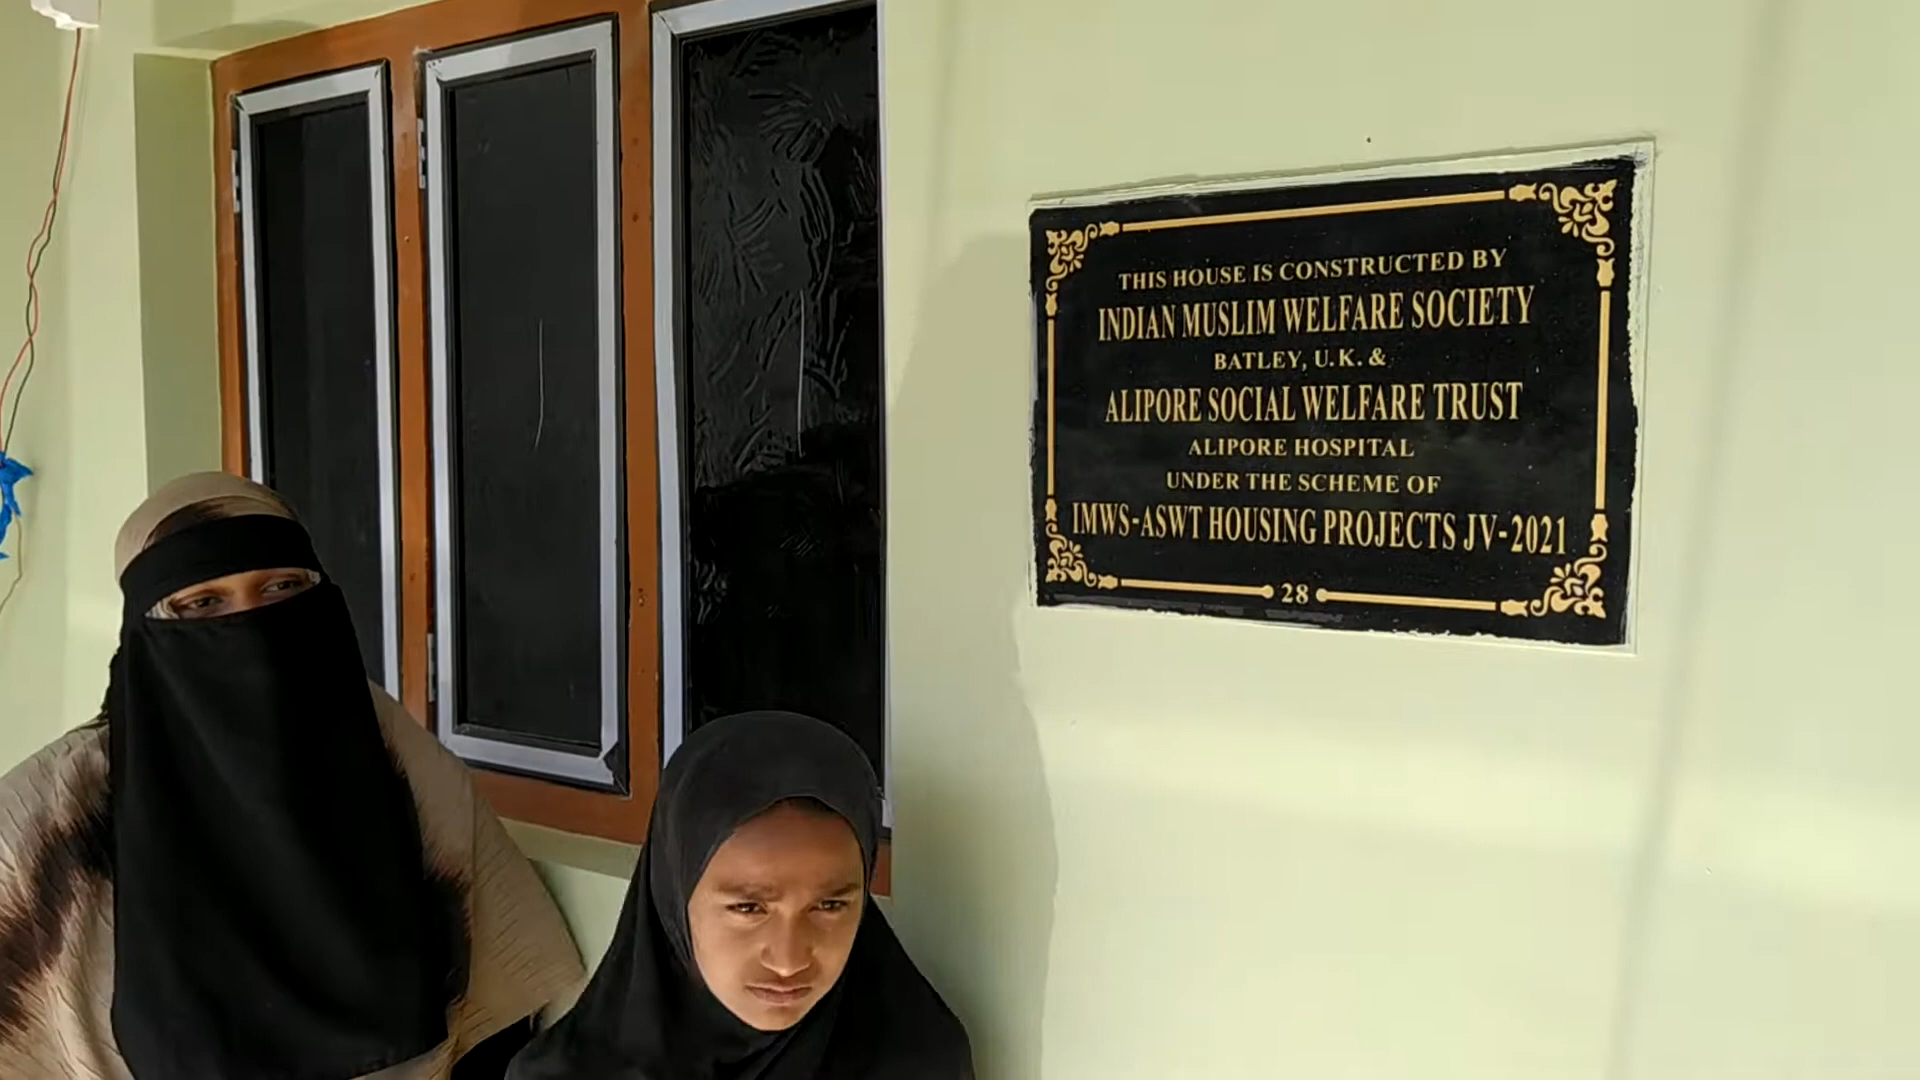 THIS HOUSE IS CONSTRUCTED BY
INDIAN MUSLIM WELFARE SOCIETY
BATLEY, U.K. &
ALIPORE SOCIAL WELFARE TRUST
ALIPORE HOSPITAL
UNDER THE SCHEME OF
IMWS-ASWT HOUSING PROJECTS JV-2021
28